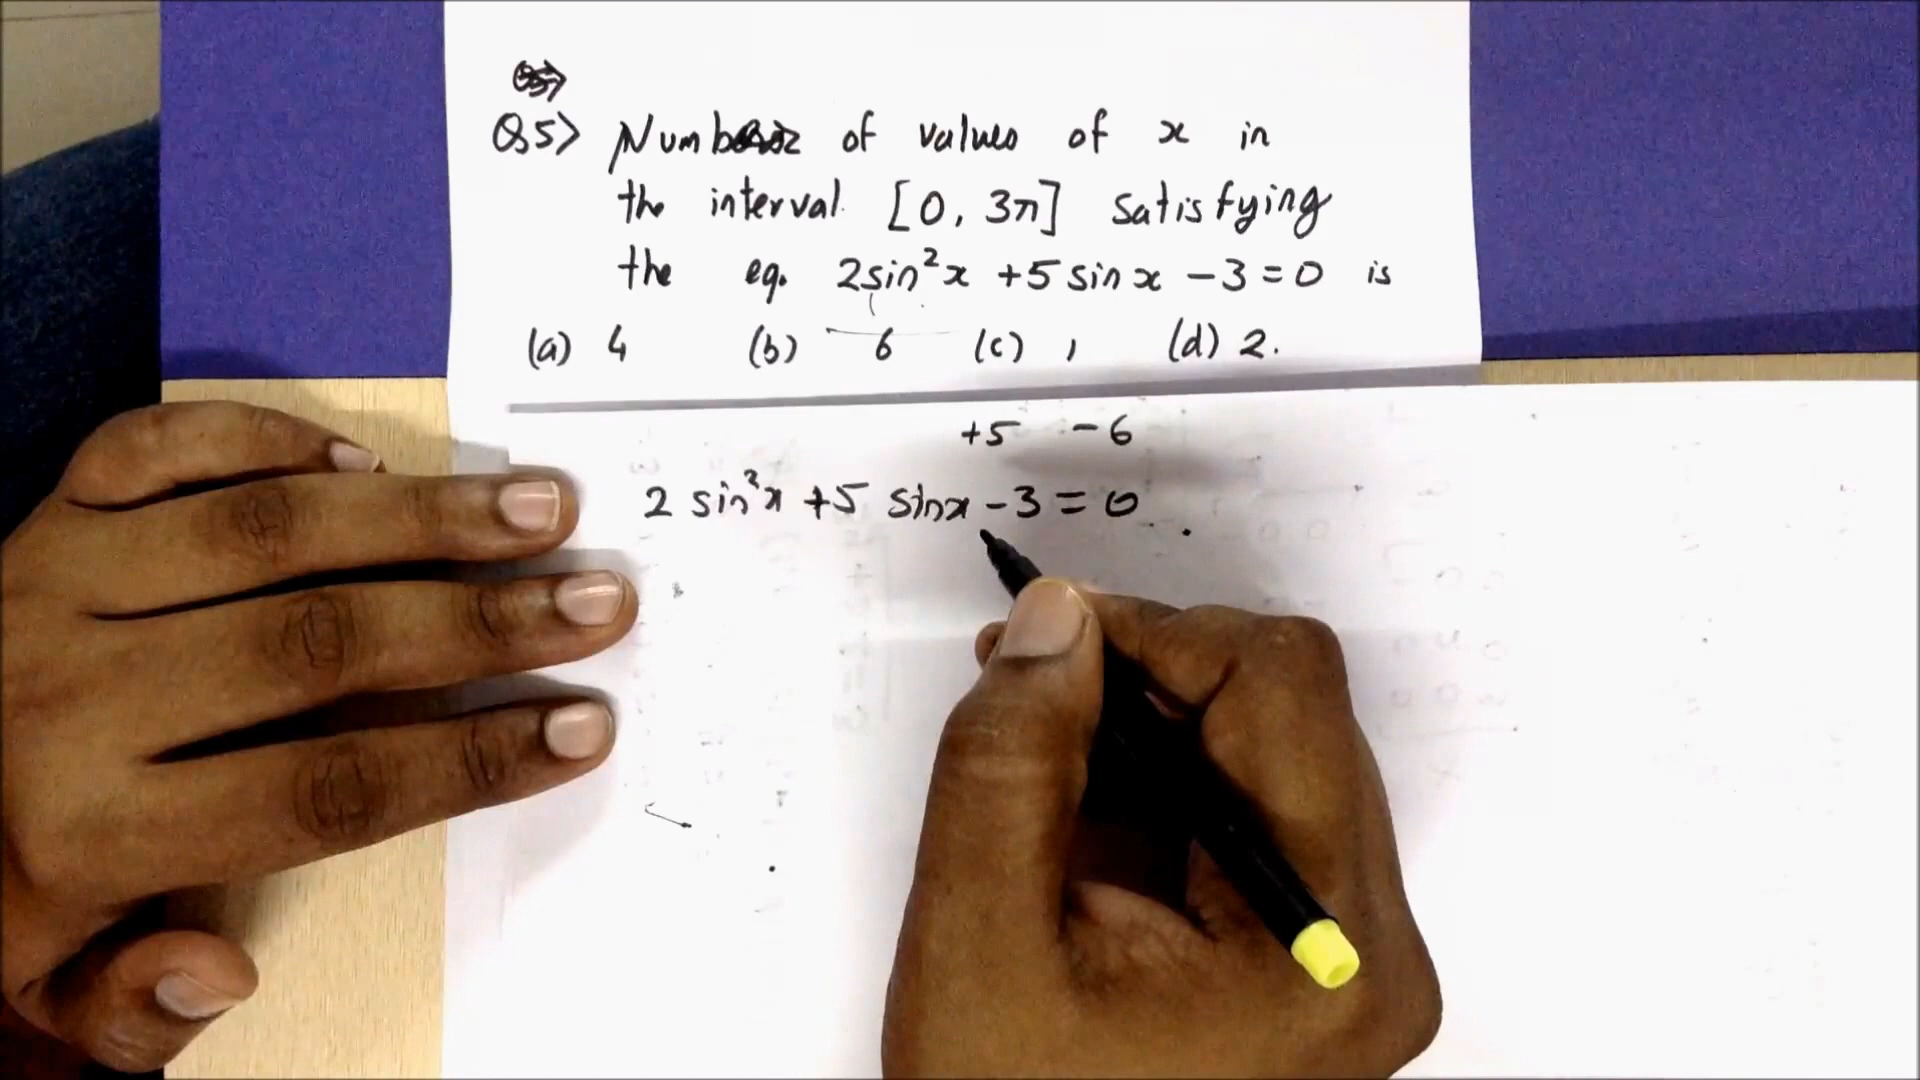 Q5> Number of values of x in
the interval [0, 3π] satisfying
the eq. 2sin²x +5 sin x −3 = 0 is
(a) 4 (b) 6 (c) 1 (d) 2.
+5 −6
2 sin²x +5 sinx − 3 = 0